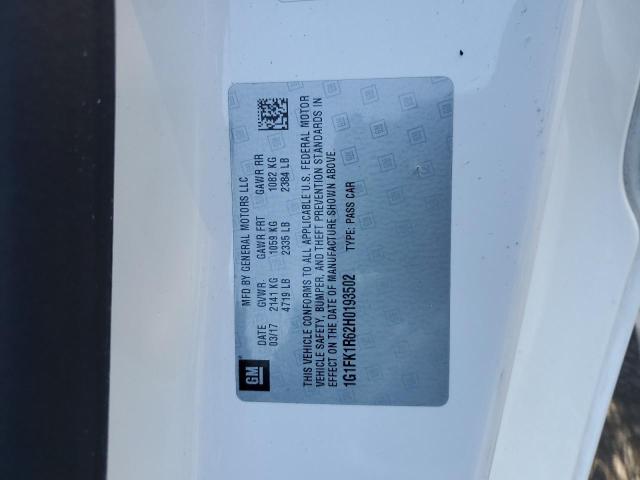 GM
MFD BY GENERAL MOTORS LLC
DATE GVWR. GAWR FRT GAWR RR
03/17 2141 KG 1059 KG 1082 KG
4719 LB 2335 LB 2384 LB
THIS VEHICLE CONFORMS TO ALL APPLICABLE U.S. FEDERAL MOTOR
VEHICLE SAFETY, BUMPER, AND THEFT PREVENTION STANDARDS IN
EFFECT ON THE DATE OF MANUFACTURE SHOWN ABOVE.
1G1FK1R62H0193502 TYPE: PASS CAR